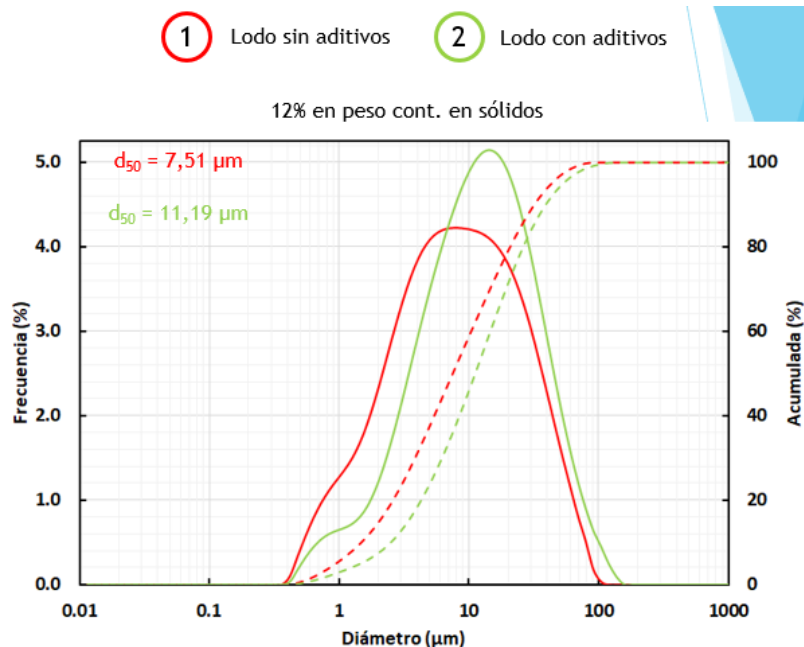 1 Lodo sin aditivos 2 Lodo con aditivos
12% en peso cont. en sólidos
d50 = 7,51 µm
d50 = 11,19 µm
5.0
4.0
3.0
2.0
1.0
0.0
Frecuencia (%)
100
80
60
40
20
0
Acumulada (%)
0.01 0.1 1 10 100 1000
Diámetro (µm)